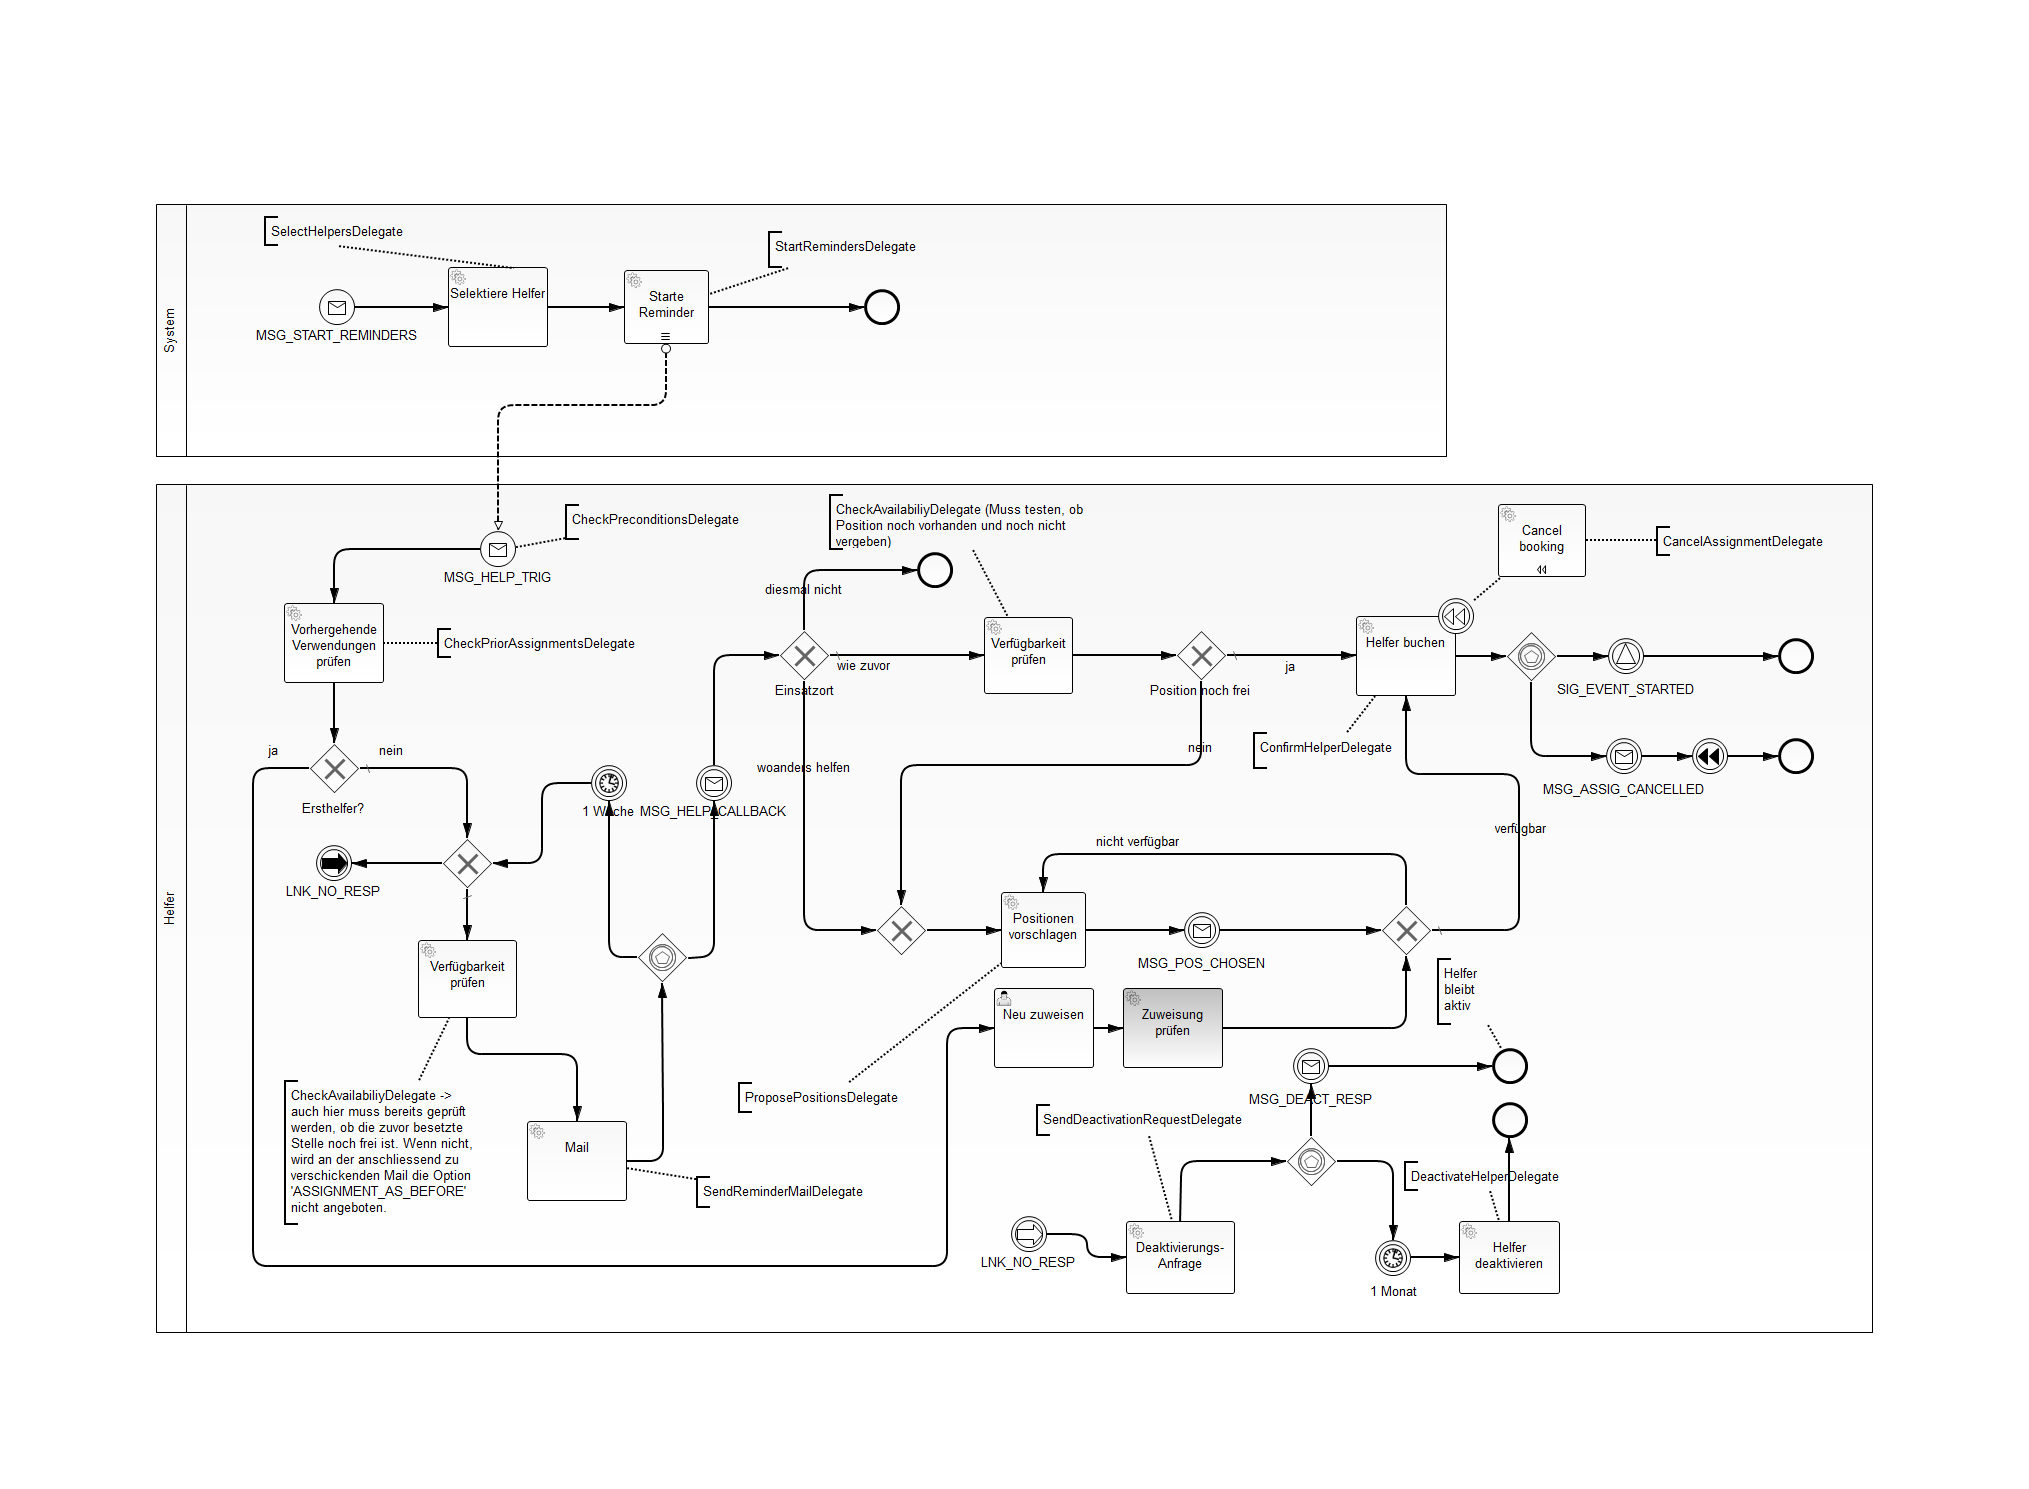 System
SelectHelpersDelegate
StartRemindersDelegate
Selektiere Helfer
Starte
Reminder
MSG_START_REMINDERS
Helfer
CheckPreconditionsDelegate
MSG_HELP_TRIG
CheckAvailabiliyDelegate (Muss testen, ob
Position noch vorhanden und noch nicht
vergeben)
Cancel
booking
CancelAssignmentDelegate
diesmal nicht
Vorhergehende
Verwendungen
prüfen
CheckPriorAssignmentsDelegate
wie zuvor
Einsatzort
Verfügbarkeit
prüfen
Position noch frei
ja
Helfer buchen
SIG_EVENT_STARTED
nein
ConfirmHelperDelegate
MSG_ASSIG_CANCELLED
ja
nein
Ersthelfer?
woanders helfen
1 Woche
MSG_HELP_CALLBACK
verfügbar
nicht verfügbar
LNK_NO_RESP
Positionen
vorschlagen
MSG_POS_CHOSEN
Verfügbarkeit
prüfen
Helfer
bleibt
aktiv
Neu zuweisen
Zuweisung
prüfen
CheckAvailabiliyDelegate ->
auch hier muss bereits geprüft
werden, ob die zuvor besetzte
Stelle noch frei ist. Wenn nicht,
wird an der anschliessend zu
verschickenden Mail die Option
'ASSIGNMENT_AS_BEFORE'
nicht angeboten.
Mail
ProposePositionsDelegate
SendReminderMailDelegate
MSG_DEACT_RESP
SendDeactivationRequestDelegate
DeactivateHelperDelegate
LNK_NO_RESP
Deaktivierungs-
Anfrage
1 Monat
Helfer
deaktivieren